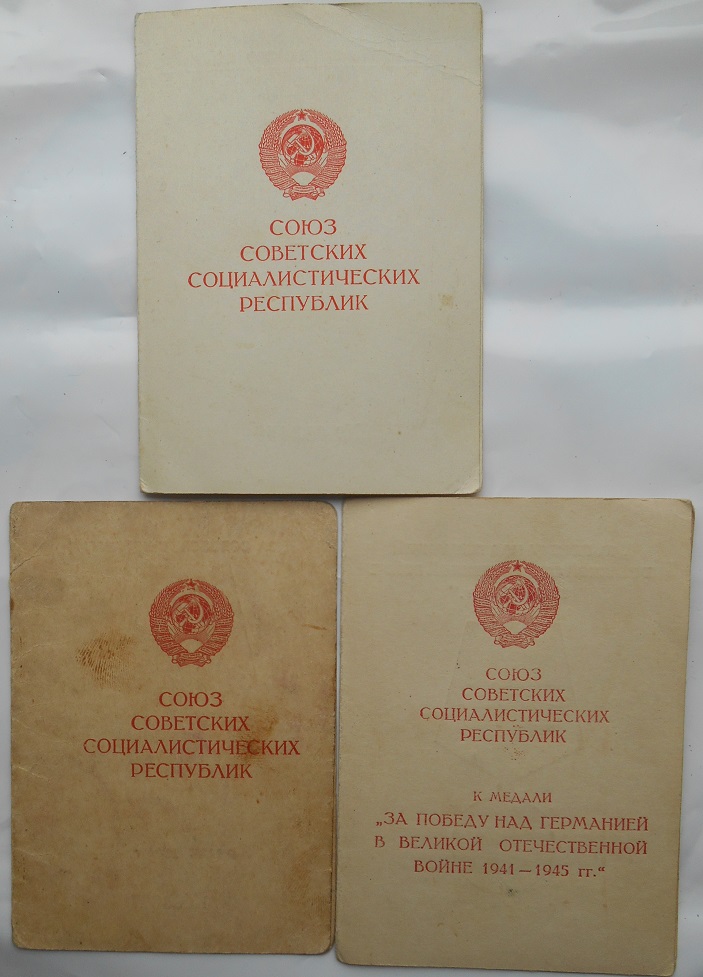 СОЮЗ
СОВЕТСКИХ
СОЦИАЛИСТИЧЕСКИХ
РЕСПУБЛИК
СОЮЗ
СОВЕТСКИХ
СОЦИАЛИСТИЧЕСКИХ
РЕСПУБЛИК
СОЮЗ
СОВЕТСКИХ
СОЦИАЛИСТИЧЕСКИХ
РЕСПУБЛИК
К МЕДАЛИ
„ЗА ПОБЕДУ НАД ГЕРМАНИЕЙ
В ВЕЛИКОЙ ОТЕЧЕСТВЕННОЙ
ВОЙНЕ 1941—1945 гг.“